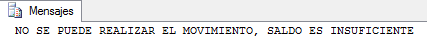 Mensajes
NO SE PUEDE REALIZAR EL MOVIMIENTO, SALDO ES INSUFICIENTE